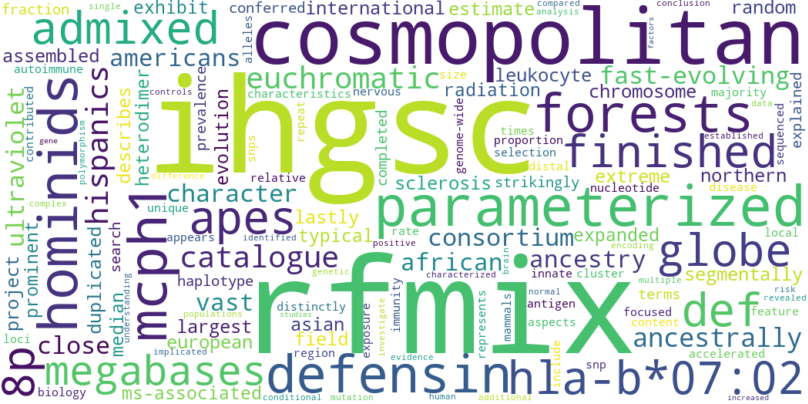 fraction single exhibit conferred international estimate compared analysis conclusion random
admixed alleles cosmopolitan factors
assembled americans
autoimmune heterodimer prevalence euchromatic size leukocyte fast-evolving
ultraviolet contributed hominids gene hispanics polymorphism describes controls evolution snps characteristics nervous repeat completed radiation chromosome majority data explained
ihgsc times genome-wide proportion selection forests established sequenced
difference relative distal finished
character sclerosis strikingly nucleotide extreme disease northern
complex unique mcph1 apes lastly parameterized
project prominent duplicated search appears identified typical rate positive consortium expanded encoding globe local
catalogue genetic african characterized brain ancestry multiple
loci median understanding haplotype rfmix innate cluster segmentally
vast distinctly immunity antigen normal aspects focused terms def risk revealed
populations studies largest asian exposure investigate represents mammals content feature
close european field ancestrally
8p implicated region evidence include accelerated
megabases defensin hla-b*07:02 snp
biology ms-associated conditional mutation human additional increased